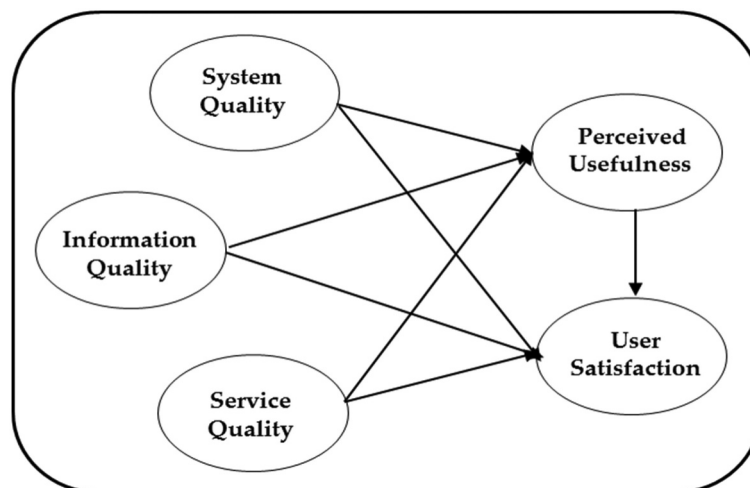 System
Quality
Perceived
Usefulness
Information
Quality
User
Satisfaction
Service
Quality